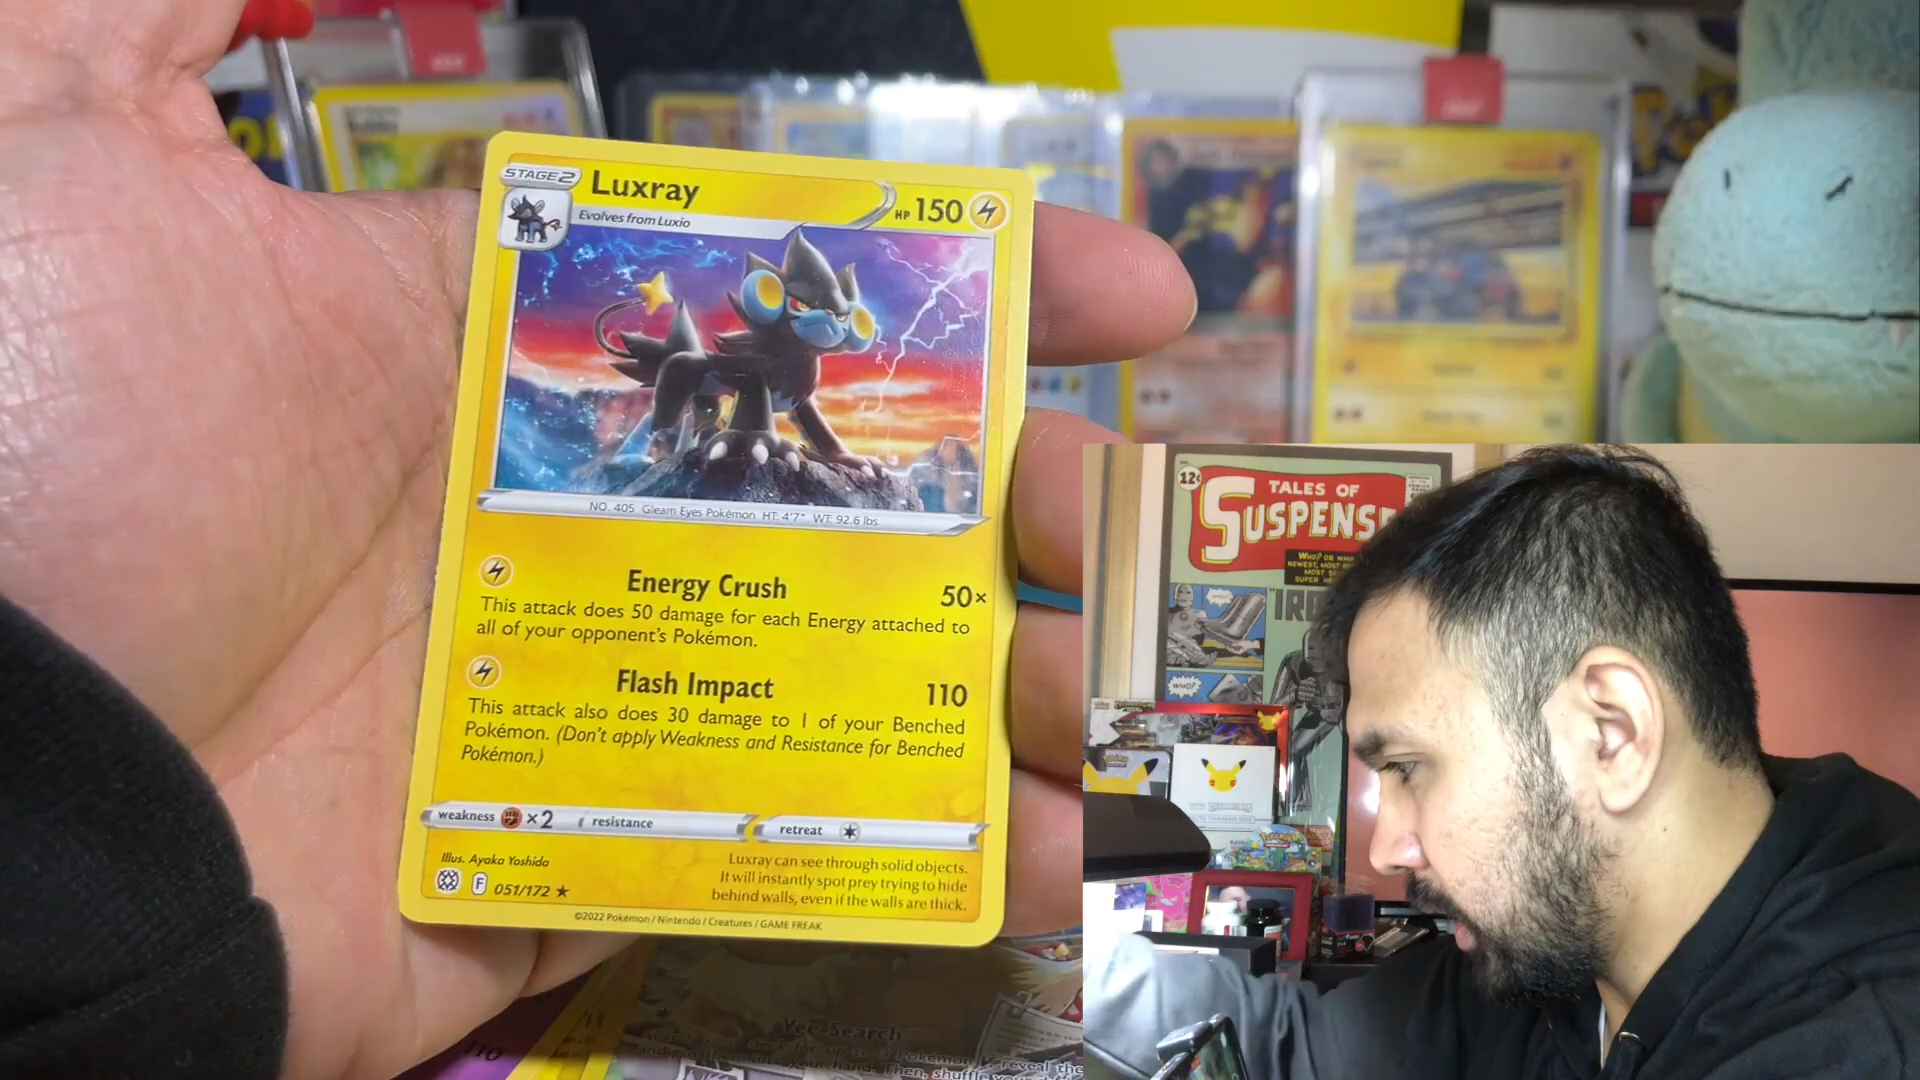 STAGE2
Luxray
HP 150
Evolves from Luxio
NO. 405 Gleam Eyes Pokémon HT: 4'7" WT: 92.6 lbs.
Energy Crush 50×
This attack does 50 damage for each Energy attached to
all of your opponent's Pokémon.
Flash Impact 110
This attack also does 30 damage to 1 of your Benched
Pokémon. (Don't apply Weakness and Resistance for Benched
Pokémon.)
weakness ×2 resistance retreat
Illus. Ayaka Yoshida
F 051/172 ★
Luxray can see through solid objects.
It will instantly spot prey trying to hide
behind walls, even if the walls are thick.
©2022 Pokémon / Nintendo / Creatures / GAME FREAK
110
12¢
TALES OF
SUSPENSE
WHO?